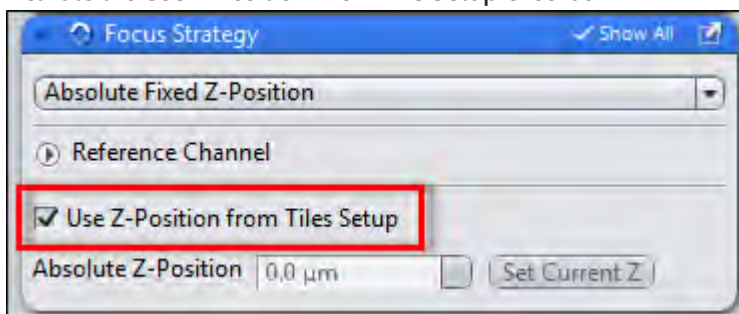 Focus Strategy Show All
Absolute Fixed Z-Position
Reference Channel
Use Z-Position from Tiles Setup
Absolute Z-Position 0,0 µm Set Current Z